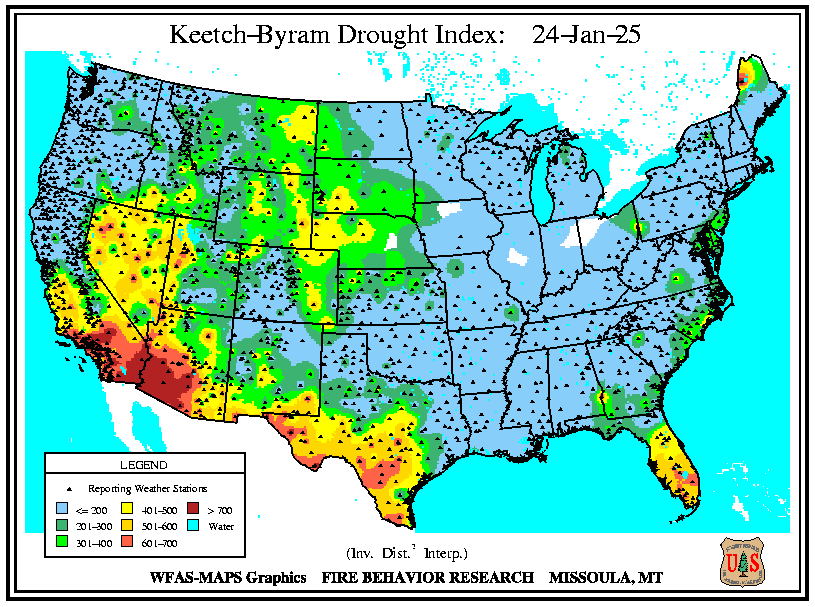 Keetch-Byram Drought Index: 24-Jan-25
LEGEND
Reporting Weather Stations
<= 200 401-500 > 700
201-300 501-600 Water
301-400 601-700
(Inv. Dist.² Interp.)
WFAS-MAPS Graphics FIRE BEHAVIOR RESEARCH MISSOULA, MT
U S